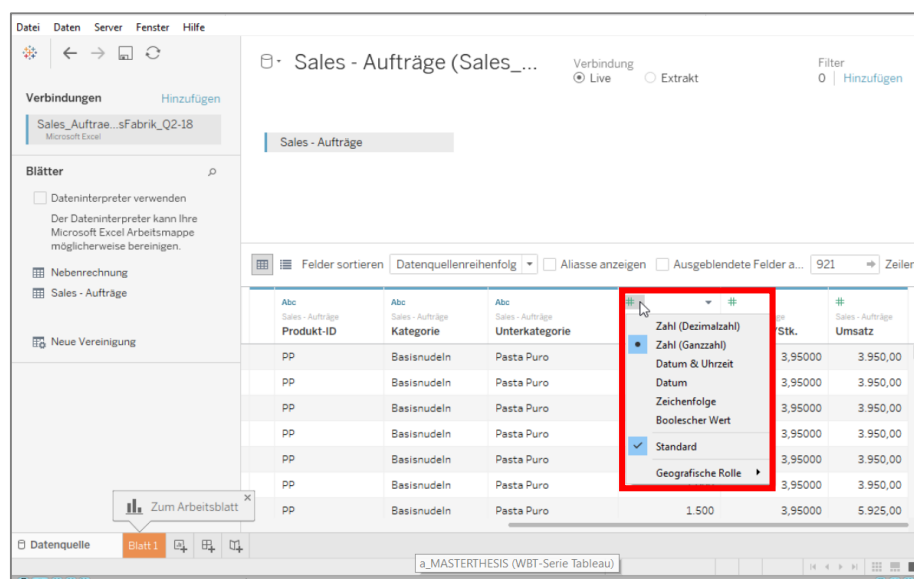 Datei Daten Server Fenster Hilfe
Sales - Aufträge (Sales_...
Verbindung
Live Extrakt
Filter
0 Hinzufügen
Verbindungen Hinzufügen
Sales_Auftrae...sFabrik_Q2-18
Microsoft Excel
Sales - Aufträge
Blätter
Dateninterpreter verwenden
Der Dateninterpreter kann Ihre
Microsoft Excel Arbeitsmappe
möglicherweise bereinigen.
Nebenrechnung
Sales - Aufträge
Neue Vereinigung
Felder sortieren Datenquellenreihenfolg Aliasse anzeigen Ausgeblendete Felder a... 921 Zeilen
Abc Abc Abc # # #
Sales - Aufträge Sales - Aufträge Sales - Aufträge Sales - Aufträge
Produkt-ID Kategorie Unterkategorie /Stk. Umsatz
Zahl (Dezimalzahl)
Zahl (Ganzzahl)
Datum & Uhrzeit
Datum
Zeichenfolge
Boolescher Wert
Standard
Geografische Rolle
PP Basisnudeln Pasta Puro 3,95000 3.950,00
PP Basisnudeln Pasta Puro 3,95000 3.950,00
PP Basisnudeln Pasta Puro 3,95000 3.950,00
PP Basisnudeln Pasta Puro 3,95000 3.950,00
PP Basisnudeln Pasta Puro 3,95000 3.950,00
PP Basisnudeln Pasta Puro 3,95000 3.950,00
PP Basisnudeln Pasta Puro 1.500 3,95000 5.925,00
Zum Arbeitsblatt
Datenquelle Blatt 1
a_MASTERTHESIS (WBT-Serie Tableau)